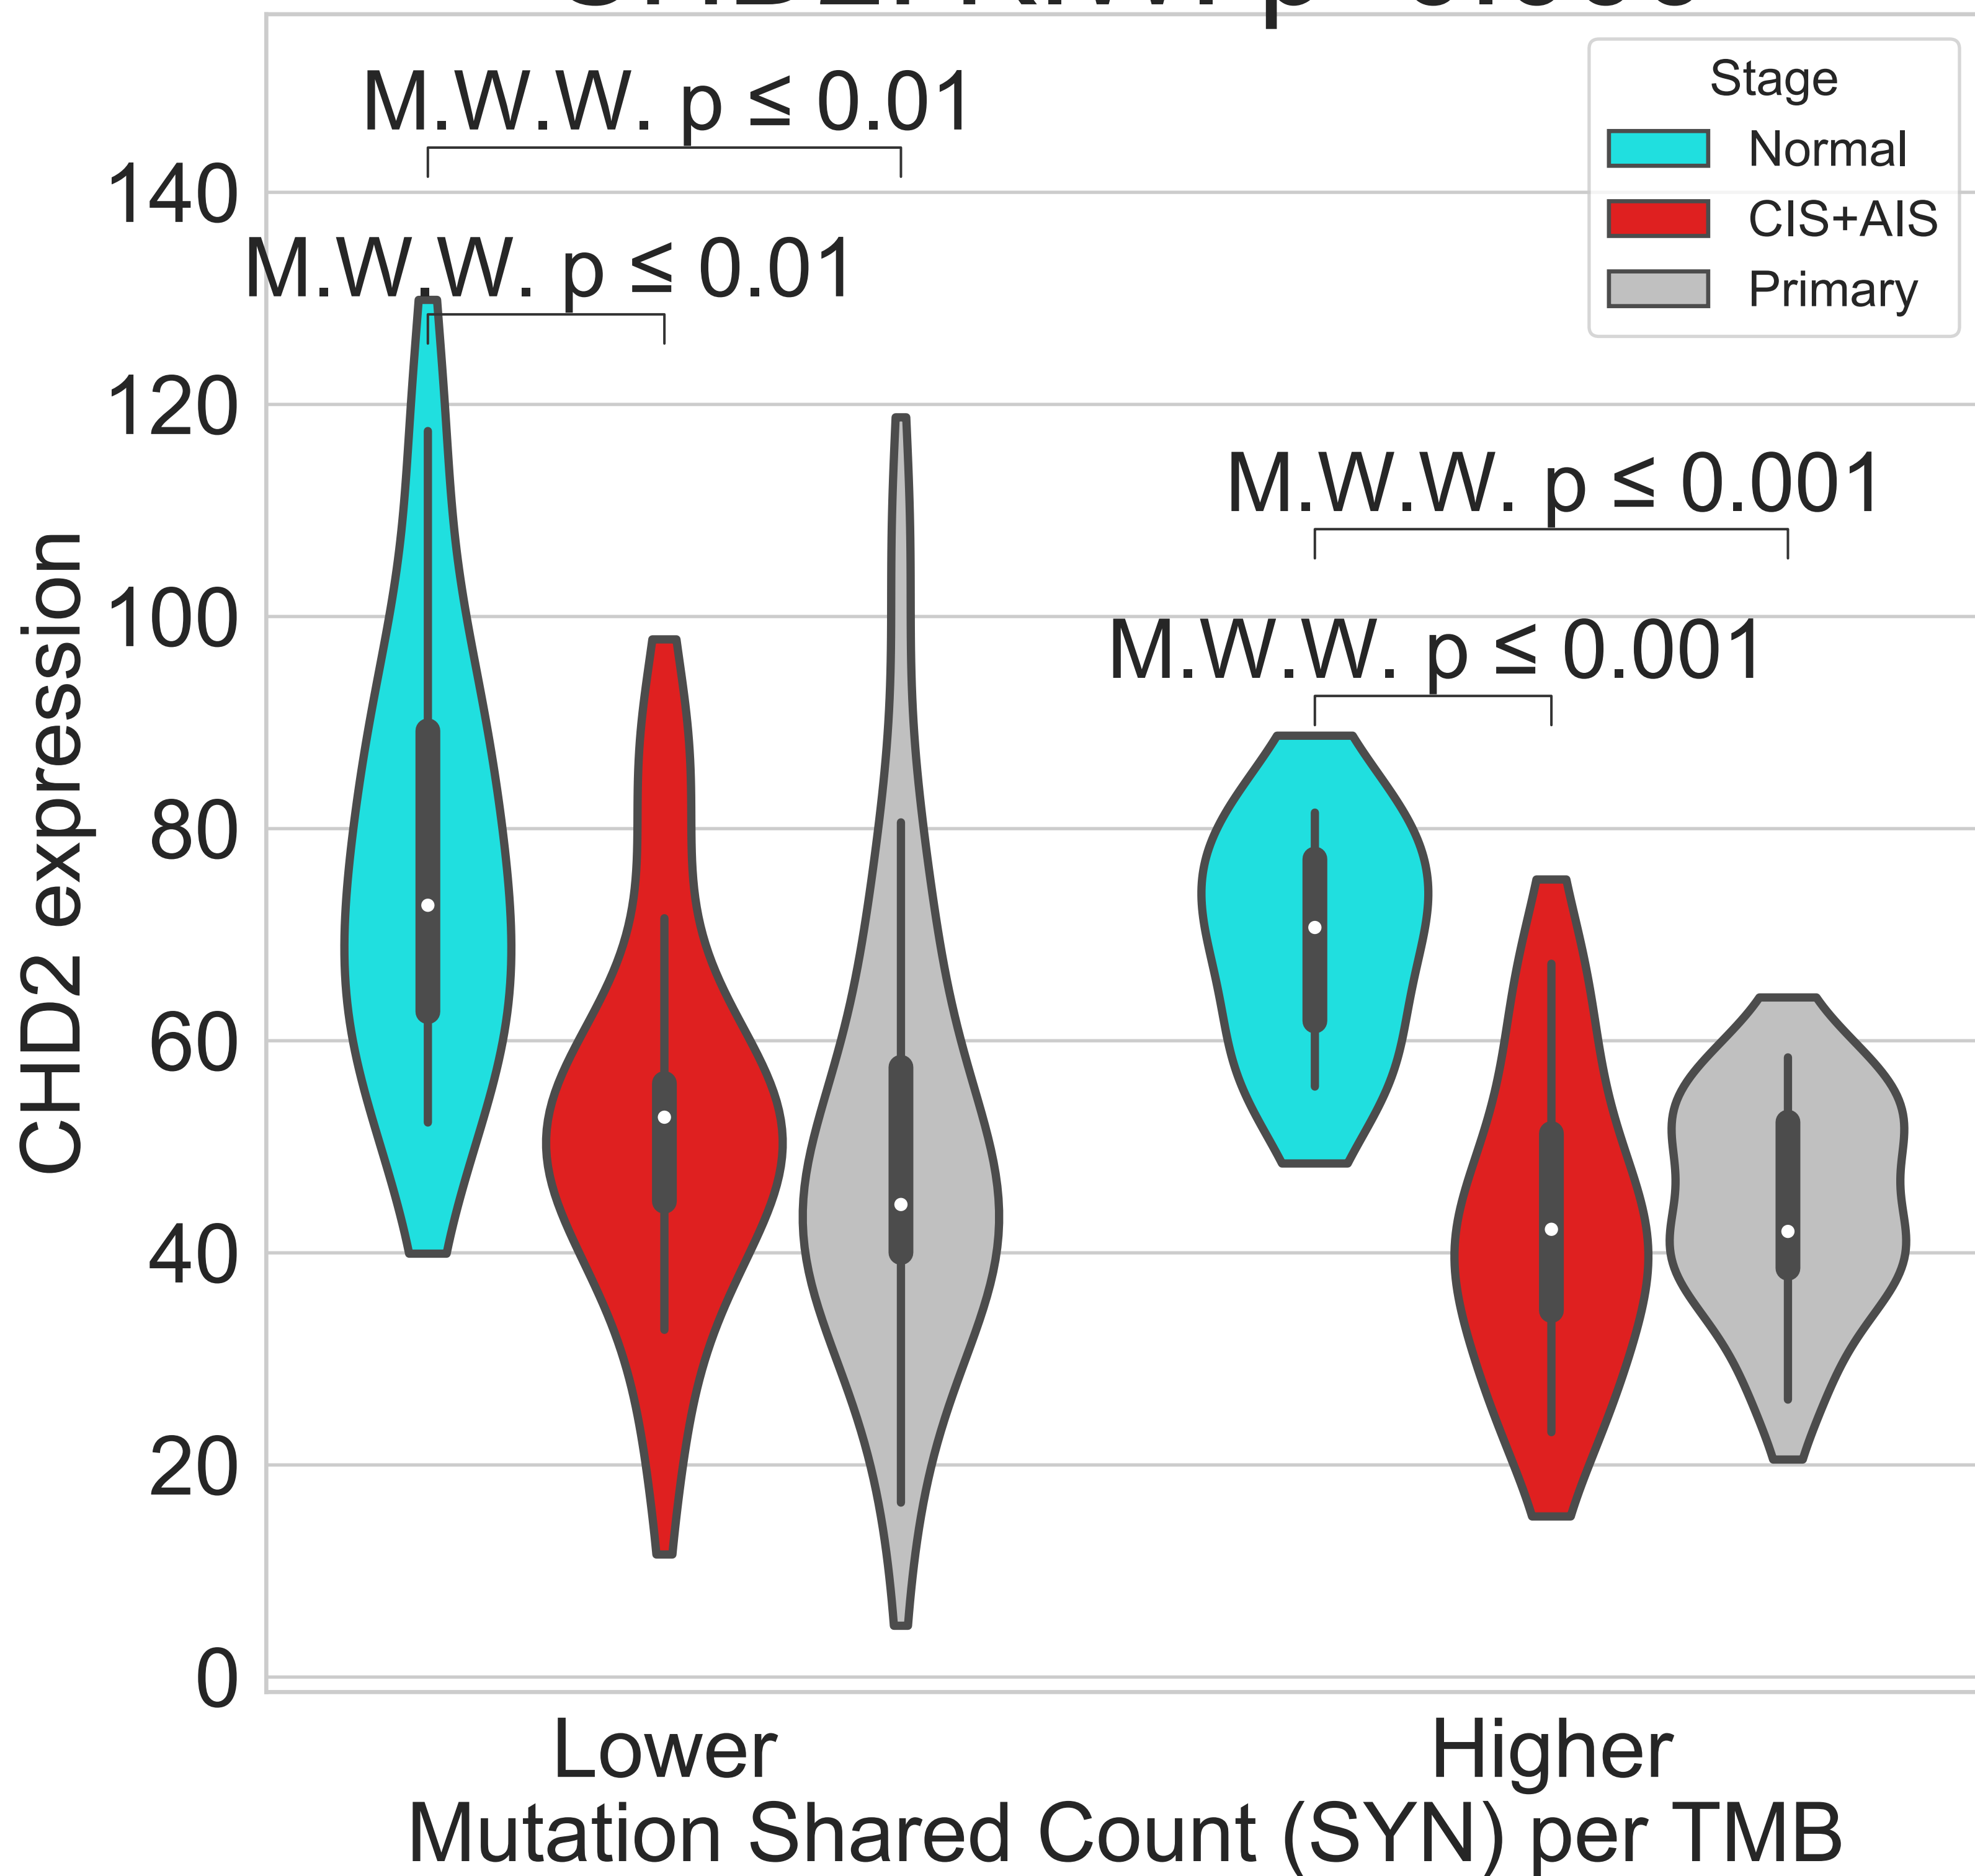 M.W.W. p ≤ 0.01
Stage
Normal
CIS+AIS
Primary
140
M.W.W. p ≤ 0.01
120
M.W.W. p ≤ 0.001
100
M.W.W. p ≤ 0.001
80
60
40
20
0
CHD2 expression
Lower
Higher
Mutation Shared Count (SYN) per TMB